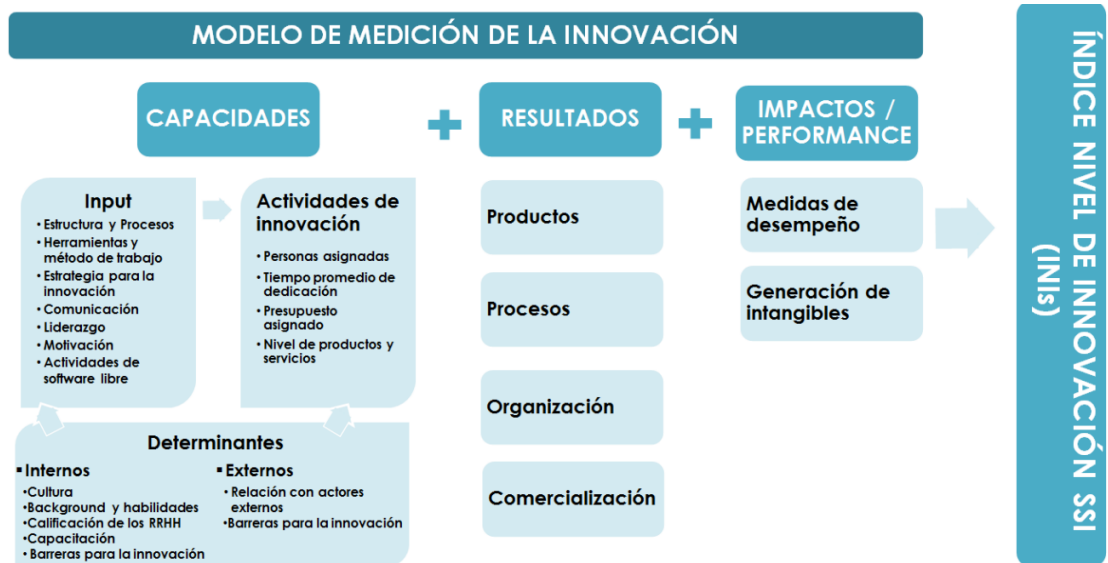 MODELO DE MEDICIÓN DE LA INNOVACIÓN
CAPACIDADES
+
RESULTADOS
+
IMPACTOS /
PERFORMANCE
Input
• Estructura y Procesos
• Herramientas y
método de trabajo
• Estrategia para la
innovación
• Comunicación
• Liderazgo
• Motivación
• Actividades de
software libre
Actividades de
innovación
• Personas asignadas
• Tiempo promedio de
dedicación
• Presupuesto
asignado
• Nivel de productos y
servicios
Determinantes
▪ Internos
•Cultura
•Background y habilidades
•Calificación de los RRHH
•Capacitación
• Barreras para la innovación
▪ Externos
• Relación con actores
externos
•Barreras para la innovación
Productos
Procesos
Organización
Comercialización
Medidas de
desempeño
Generación de
intangibles
ÍNDICE NIVEL DE INNOVACIÓN SSI
(INIs)